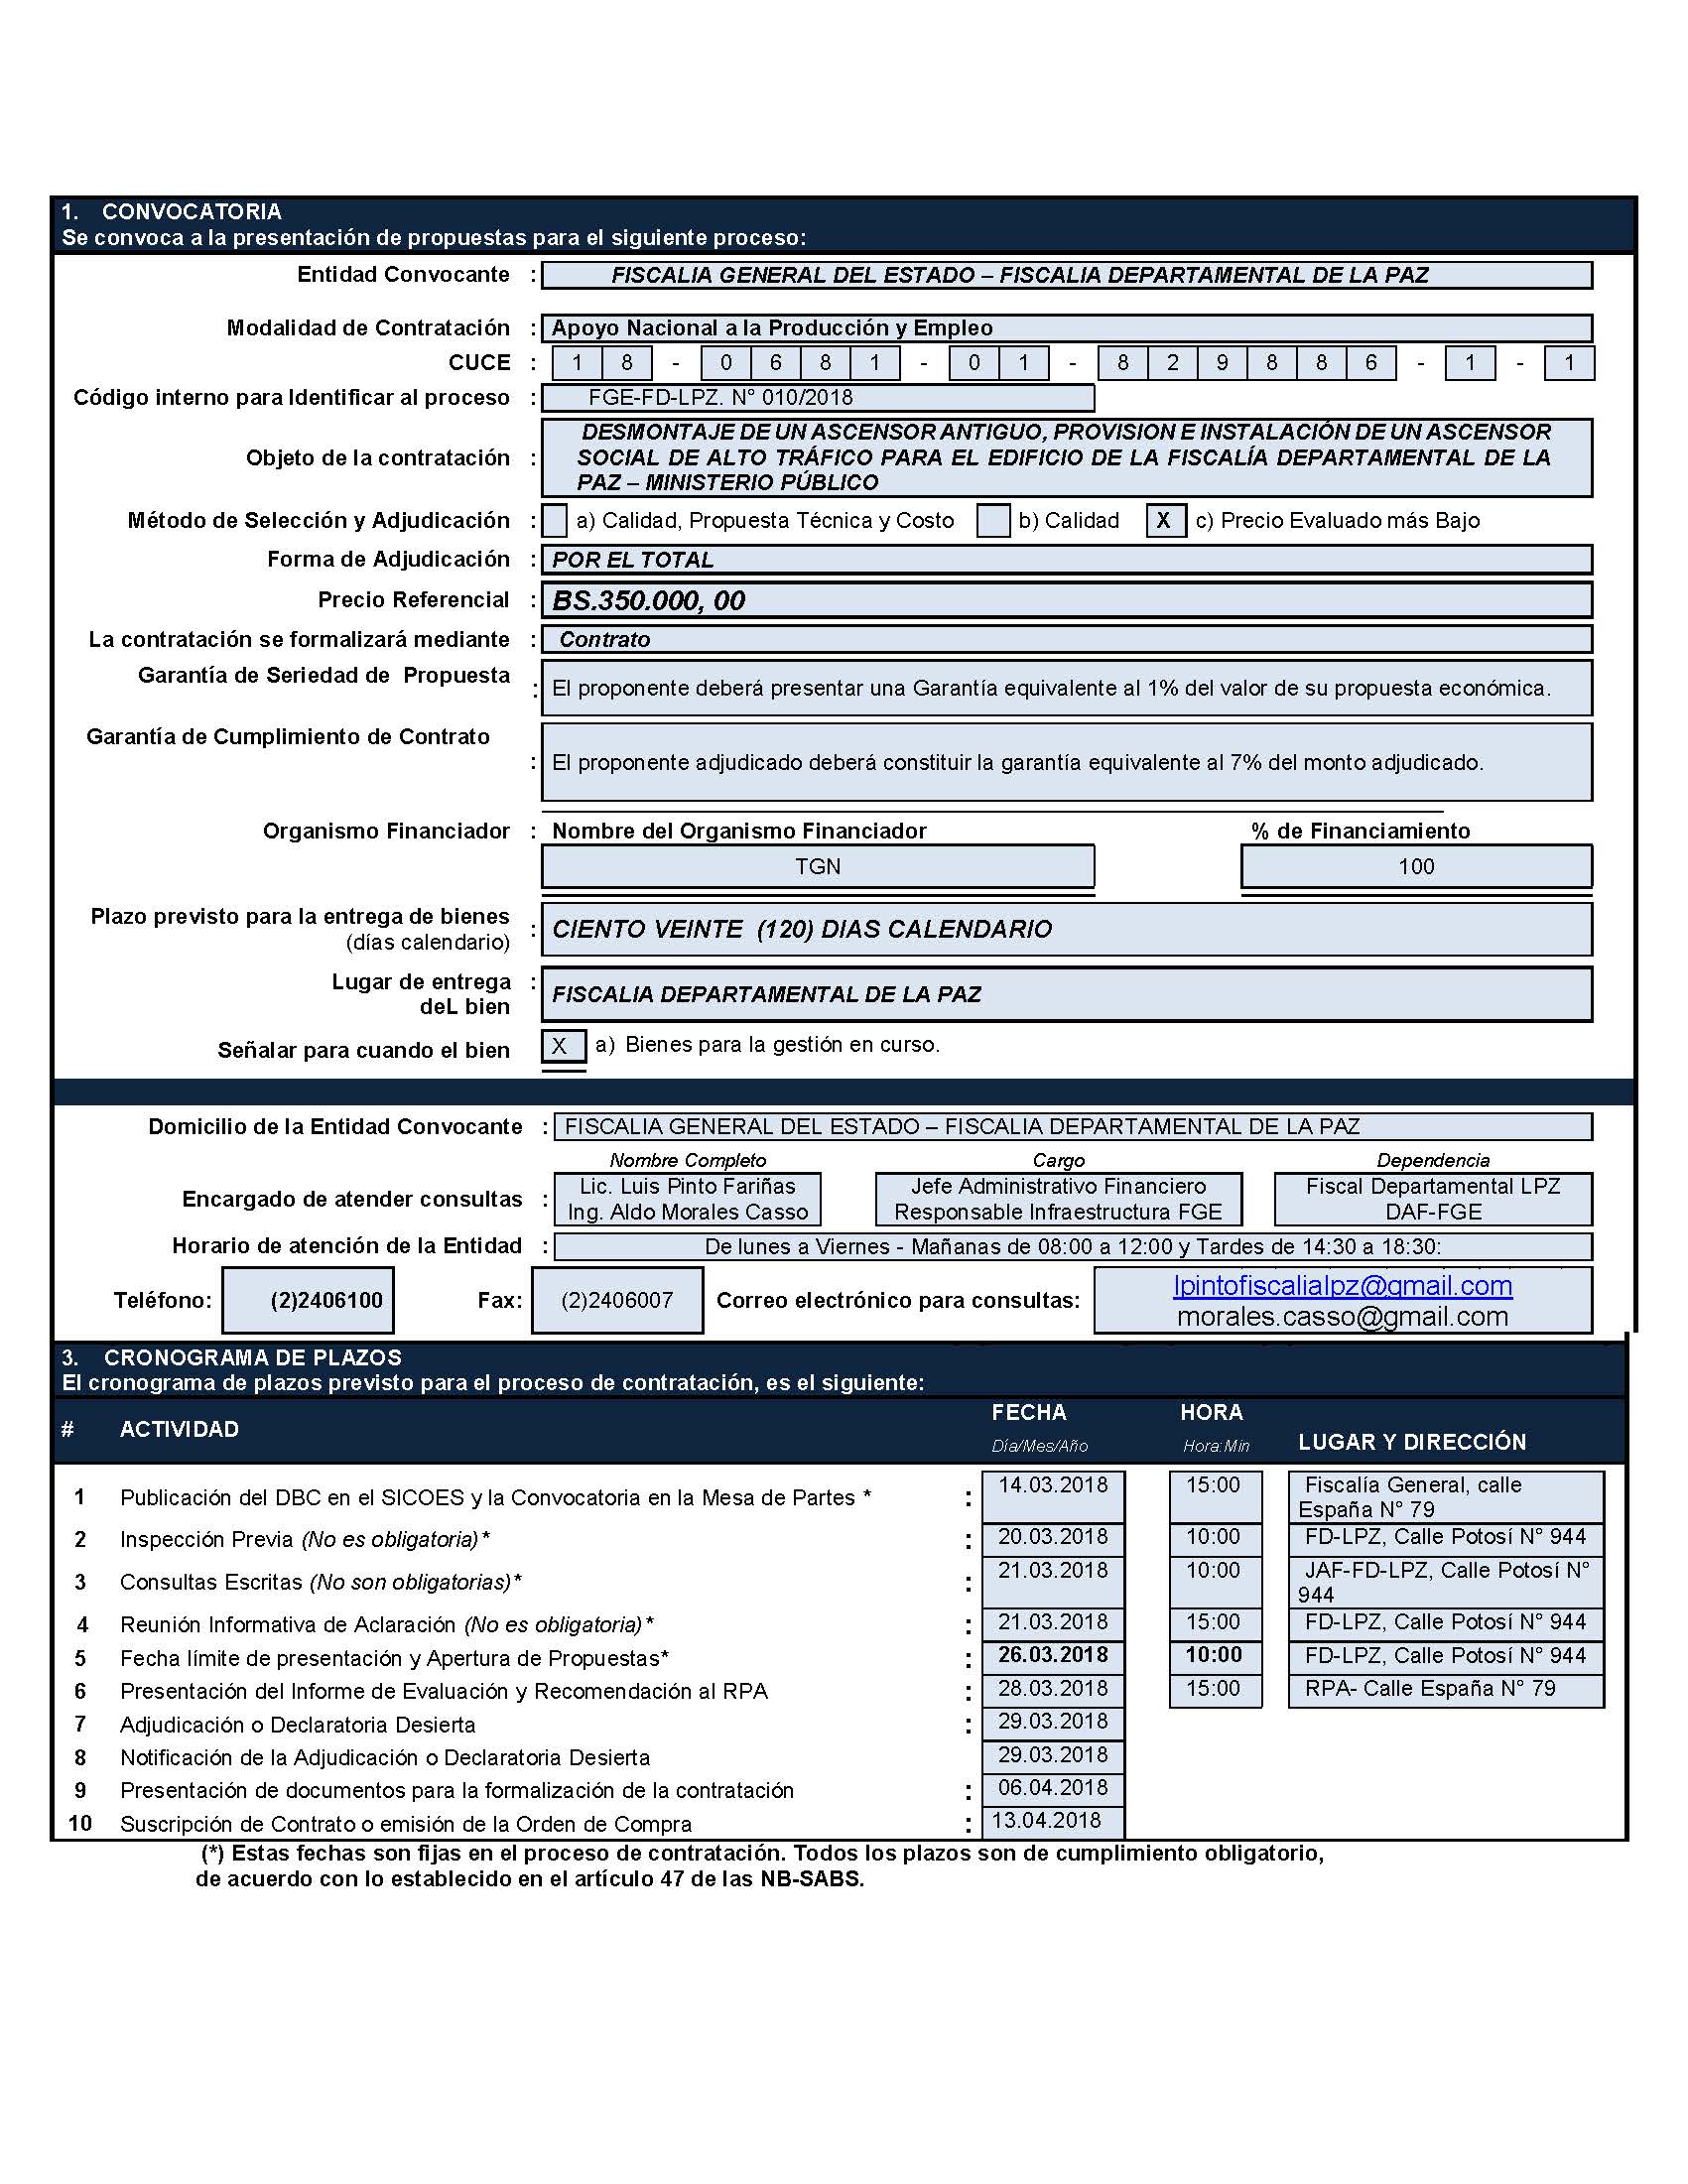 1. CONVOCATORIA
Se convoca a la presentación de propuestas para el siguiente proceso:
Entidad Convocante : FISCALIA GENERAL DEL ESTADO – FISCALIA DEPARTAMENTAL DE LA PAZ
Modalidad de Contratación : Apoyo Nacional a la Producción y Empleo
CUCE : 1 8 - 0 6 8 1 - 0 1 - 8 2 9 8 8 6 - 1 - 1
Código interno para Identificar al proceso : FGE-FD-LPZ. N° 010/2018
Objeto de la contratación : DESMONTAJE DE UN ASCENSOR ANTIGUO, PROVISION E INSTALACIÓN DE UN ASCENSOR
SOCIAL DE ALTO TRÁFICO PARA EL EDIFICIO DE LA FISCALÍA DEPARTAMENTAL DE LA
PAZ – MINISTERIO PÚBLICO
Método de Selección y Adjudicación : a) Calidad, Propuesta Técnica y Costo b) Calidad X c) Precio Evaluado más Bajo
Forma de Adjudicación : POR EL TOTAL
Precio Referencial : BS.350.000, 00
La contratación se formalizará mediante : Contrato
Garantía de Seriedad de Propuesta : El proponente deberá presentar una Garantía equivalente al 1% del valor de su propuesta económica.
Garantía de Cumplimiento de Contrato : El proponente adjudicado deberá constituir la garantía equivalente al 7% del monto adjudicado.
Organismo Financiador : Nombre del Organismo Financiador % de Financiamiento
TGN 100
Plazo previsto para la entrega de bienes
(días calendario) : CIENTO VEINTE (120) DIAS CALENDARIO
Lugar de entrega :
deL bien FISCALIA DEPARTAMENTAL DE LA PAZ
Señalar para cuando el bien X a) Bienes para la gestión en curso.
Domicilio de la Entidad Convocante : FISCALIA GENERAL DEL ESTADO – FISCALIA DEPARTAMENTAL DE LA PAZ
Nombre Completo Cargo Dependencia
Encargado de atender consultas : Lic. Luis Pinto Fariñas Jefe Administrativo Financiero Fiscal Departamental LPZ
Ing. Aldo Morales Casso Responsable Infraestructura FGE DAF-FGE
Horario de atención de la Entidad : De lunes a Viernes - Mañanas de 08:00 a 12:00 y Tardes de 14:30 a 18:30:
Teléfono: (2)2406100 Fax: (2)2406007 Correo electrónico para consultas: lpintofiscalialpz@gmail.com
morales.casso@gmail.com
3. CRONOGRAMA DE PLAZOS
El cronograma de plazos previsto para el proceso de contratación, es el siguiente:
# ACTIVIDAD FECHA HORA LUGAR Y DIRECCIÓN
Día/Mes/Año Hora:Min
1 Publicación del DBC en el SICOES y la Convocatoria en la Mesa de Partes * : 14.03.2018 15:00 Fiscalía General, calle
España N° 79
2 Inspección Previa (No es obligatoria)* : 20.03.2018 10:00 FD-LPZ, Calle Potosí N° 944
3 Consultas Escritas (No son obligatorias)* : 21.03.2018 10:00 JAF-FD-LPZ, Calle Potosí N°
944
4 Reunión Informativa de Aclaración (No es obligatoria)* : 21.03.2018 15:00 FD-LPZ, Calle Potosí N° 944
5 Fecha límite de presentación y Apertura de Propuestas* : 26.03.2018 10:00 FD-LPZ, Calle Potosí N° 944
6 Presentación del Informe de Evaluación y Recomendación al RPA : 28.03.2018 15:00 RPA- Calle España N° 79
7 Adjudicación o Declaratoria Desierta : 29.03.2018
8 Notificación de la Adjudicación o Declaratoria Desierta 29.03.2018
9 Presentación de documentos para la formalización de la contratación : 06.04.2018
10 Suscripción de Contrato o emisión de la Orden de Compra : 13.04.2018
(*) Estas fechas son fijas en el proceso de contratación. Todos los plazos son de cumplimiento obligatorio,
de acuerdo con lo establecido en el artículo 47 de las NB-SABS.